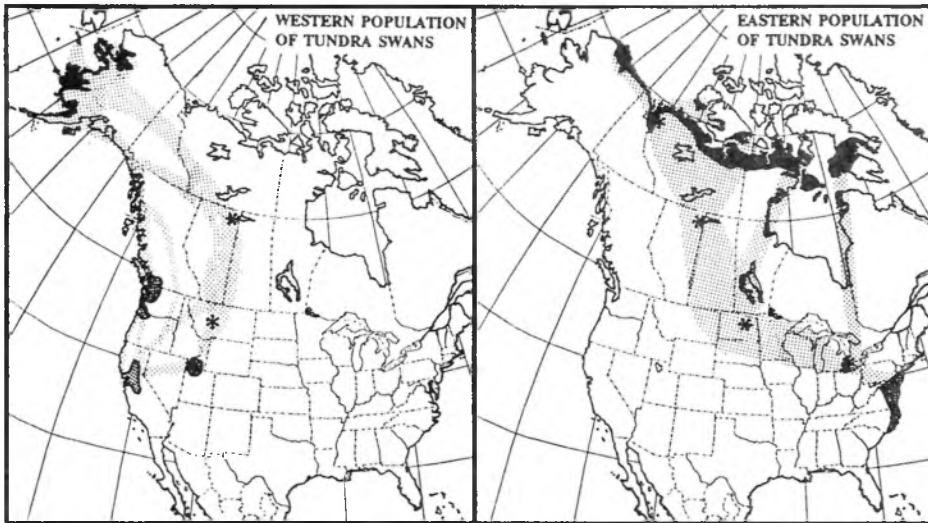 WESTERN POPULATION
OF TUNDRA SWANS
EASTERN POPULATION
OF TUNDRA SWANS